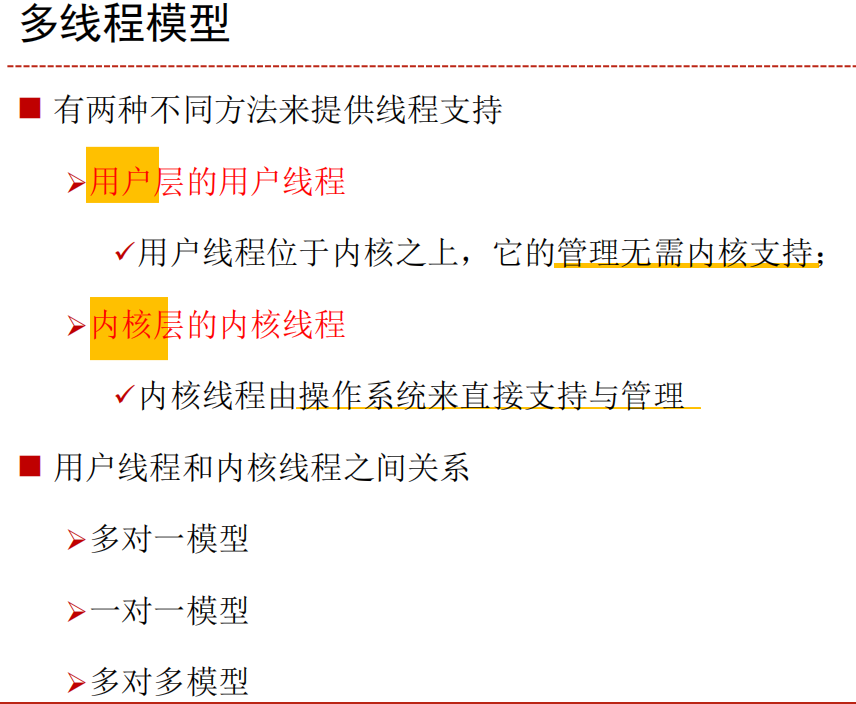 多线程模型
有两种不同方法来提供线程支持
用户层的用户线程
用户线程位于内核之上，它的管理无需内核支持；
内核层的内核线程
内核线程由操作系统来直接支持与管理
用户线程和内核线程之间关系
多对一模型
一对一模型
多对多模型